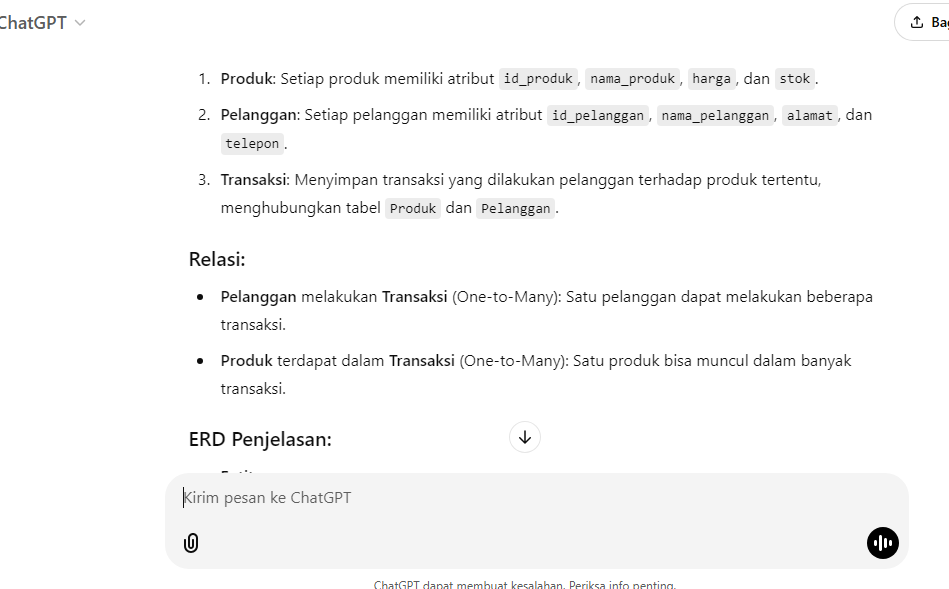 ChatGPT
1. Produk: Setiap produk memiliki atribut id_produk, nama_produk, harga, dan stok.
2. Pelanggan: Setiap pelanggan memiliki atribut id_pelanggan, nama_pelanggan, alamat, dan
telepon.
3. Transaksi: Menyimpan transaksi yang dilakukan pelanggan terhadap produk tertentu,
menghubungkan tabel Produk dan Pelanggan.
Relasi:
• Pelanggan melakukan Transaksi (One-to-Many): Satu pelanggan dapat melakukan beberapa
transaksi.
• Produk terdapat dalam Transaksi (One-to-Many): Satu produk bisa muncul dalam banyak
transaksi.
ERD Penjelasan:
Kirim pesan ke ChatGPT
ChatGPT dapat membuat kesalahan. Periksa info penting.